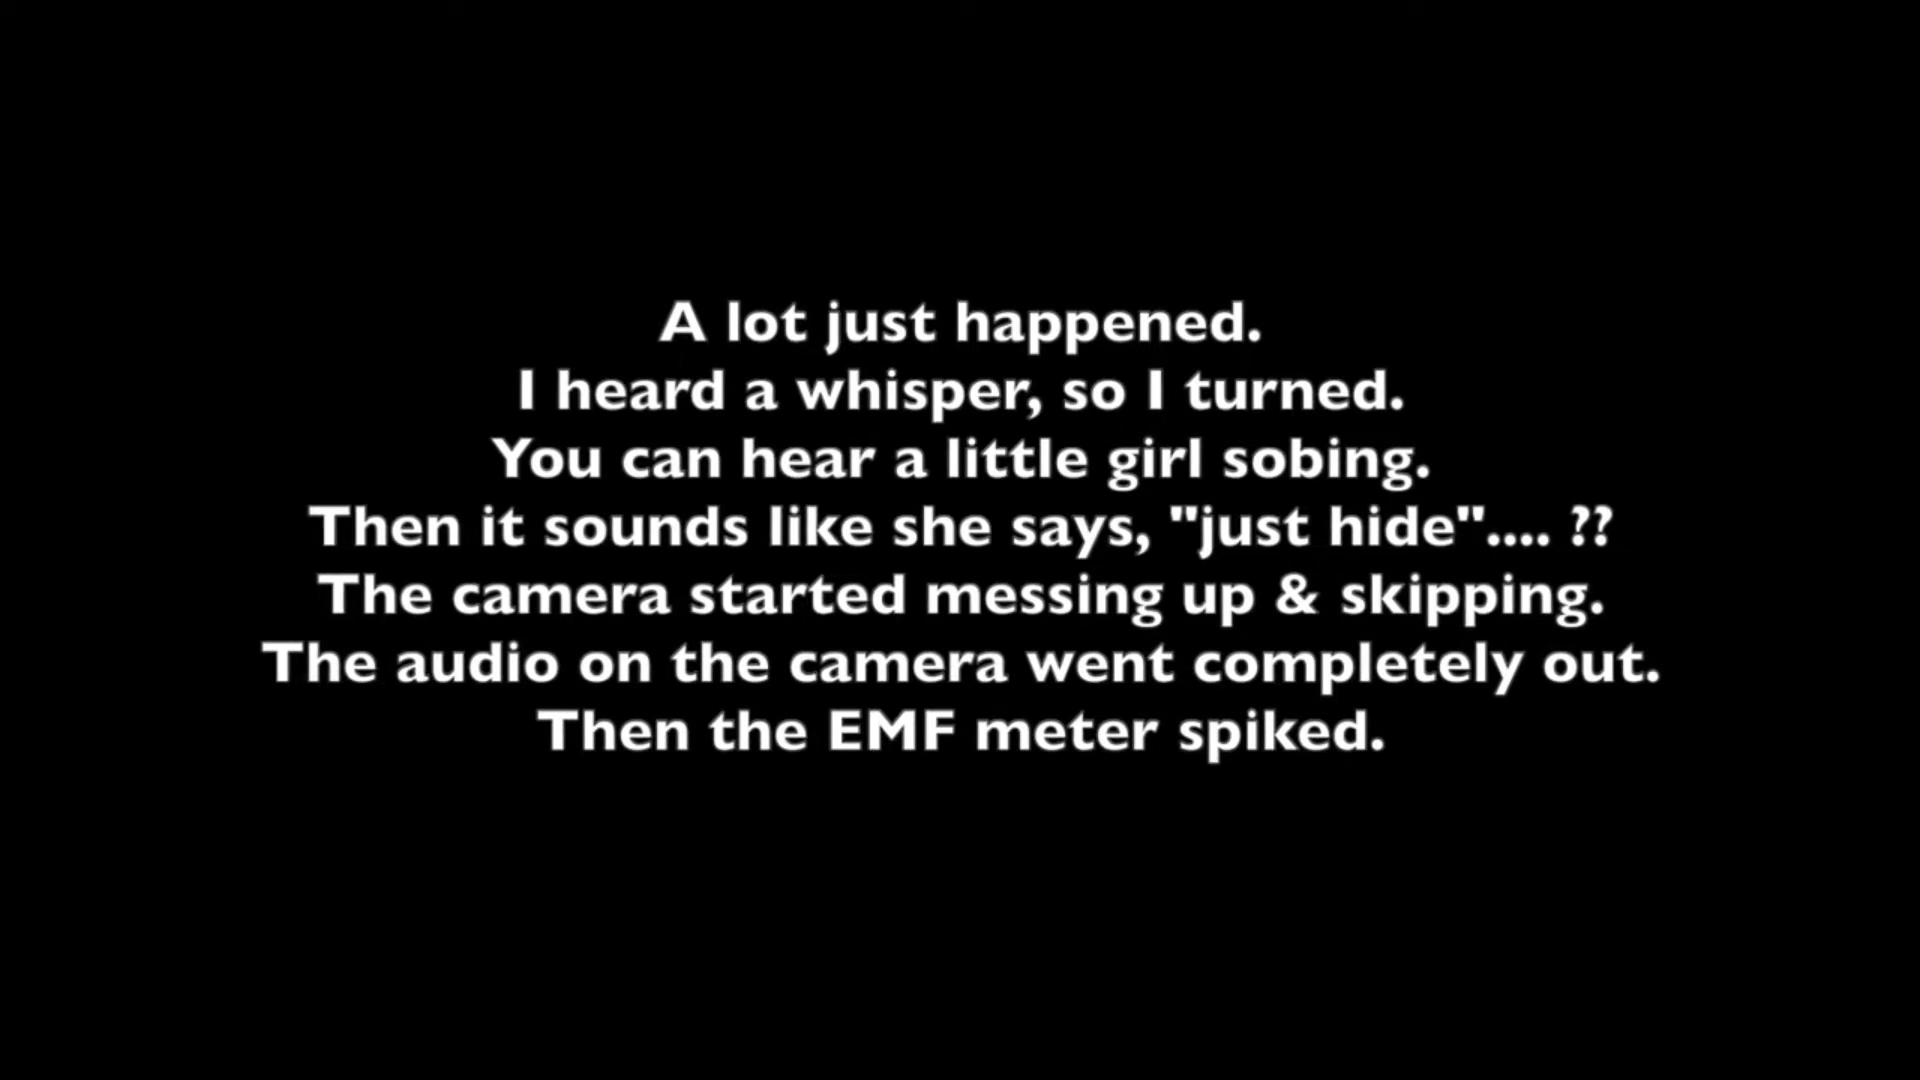 A lot just happened.
I heard a whisper, so I turned.
You can hear a little girl sobing.
Then it sounds like she says, "just hide".... ??
The camera started messing up & skipping.
The audio on the camera went completely out.
Then the EMF meter spiked.